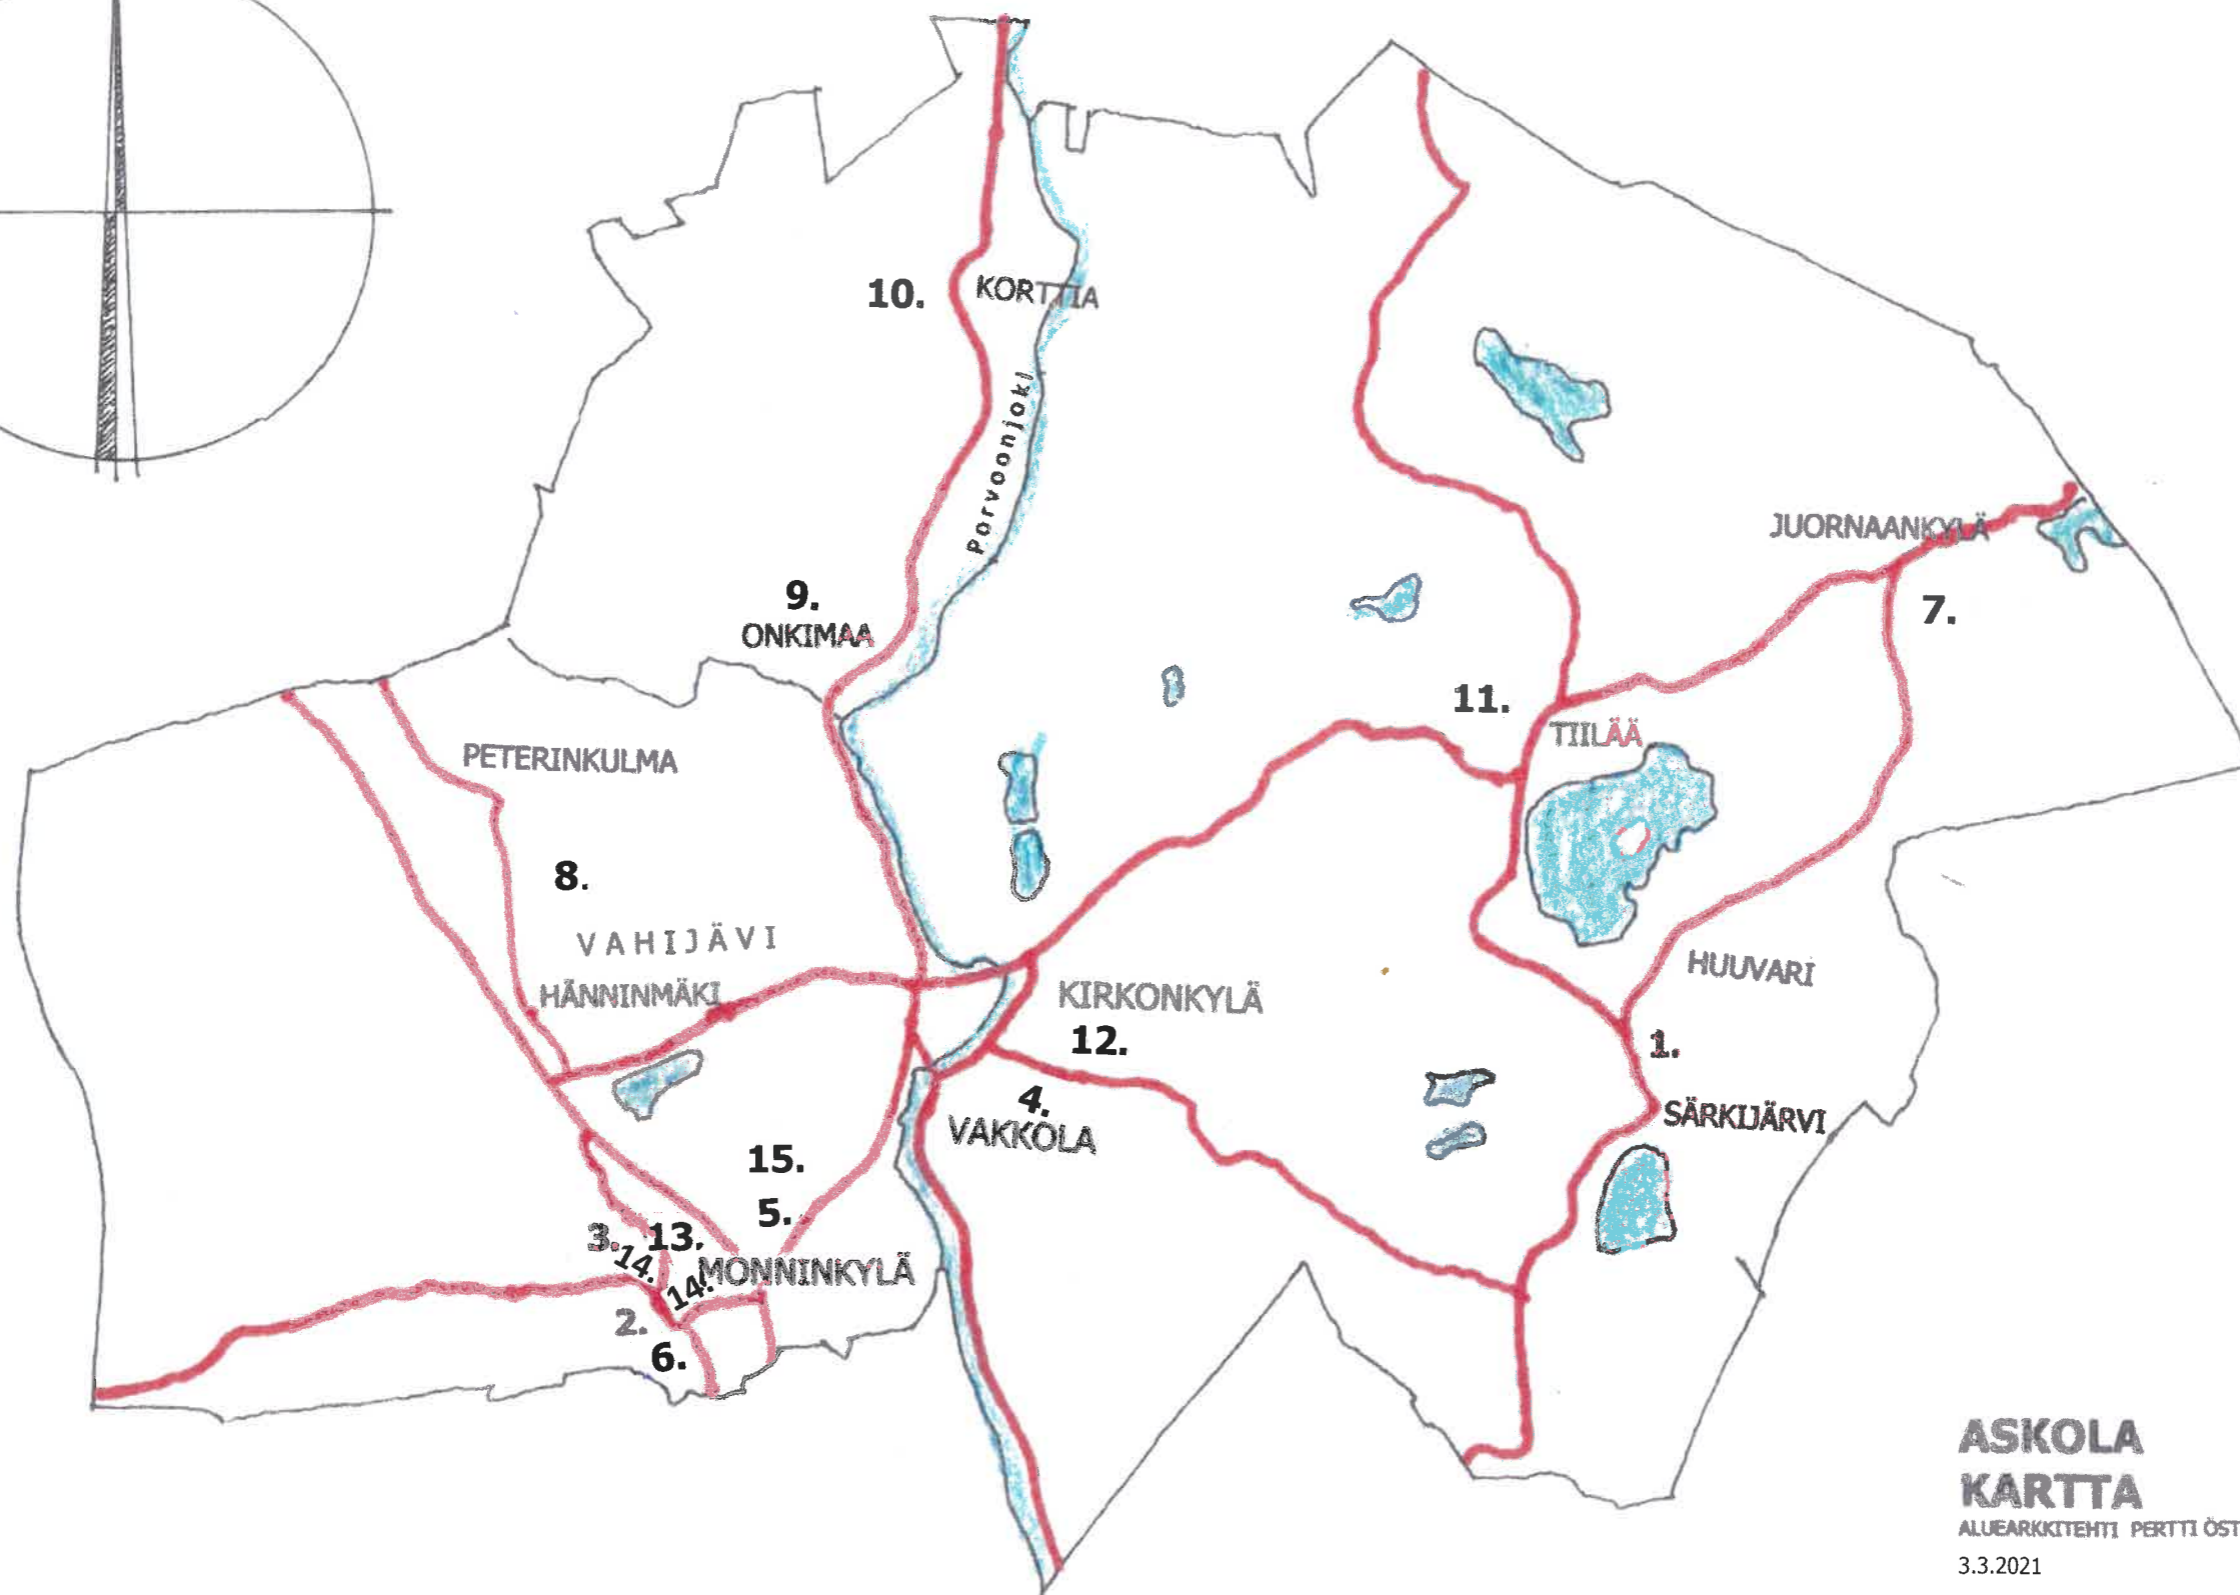 10.
KORTTIA
Porvoonjoki
JUORNAANKYLÄ
9.
ONKIMAA
7.
11.
TIILÄÄ
PETERINKULMA
8.
VAHIJÄVI
HÄNNINMÄKI
HUUVARI
KIRKONKYLÄ
12.
1.
4.
VAKKOLA
SÄRKIJÄRVI
15.
5.
3.
13.
14.
MONNINKYLÄ
14.
2.
6.
ASKOLA
KARTTA
ALUEARKKITEHTI PERTTI ÖST
3.3.2021